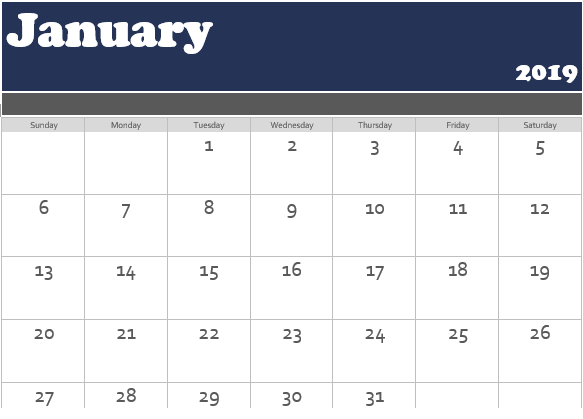 January
2019
Sunday Monday Tuesday Wednesday Thursday Friday Saturday
1 2 3 4 5
6 7 8 9 10 11 12
13 14 15 16 17 18 19
20 21 22 23 24 25 26
27 28 29 30 31